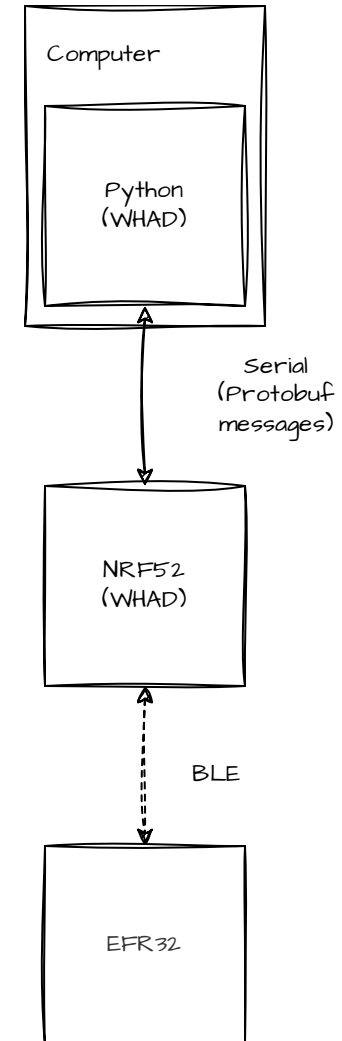 Computer
Python
(WHAD)
Serial
(Protobuf
messages)
NRF52
(WHAD)
BLE
EFR32